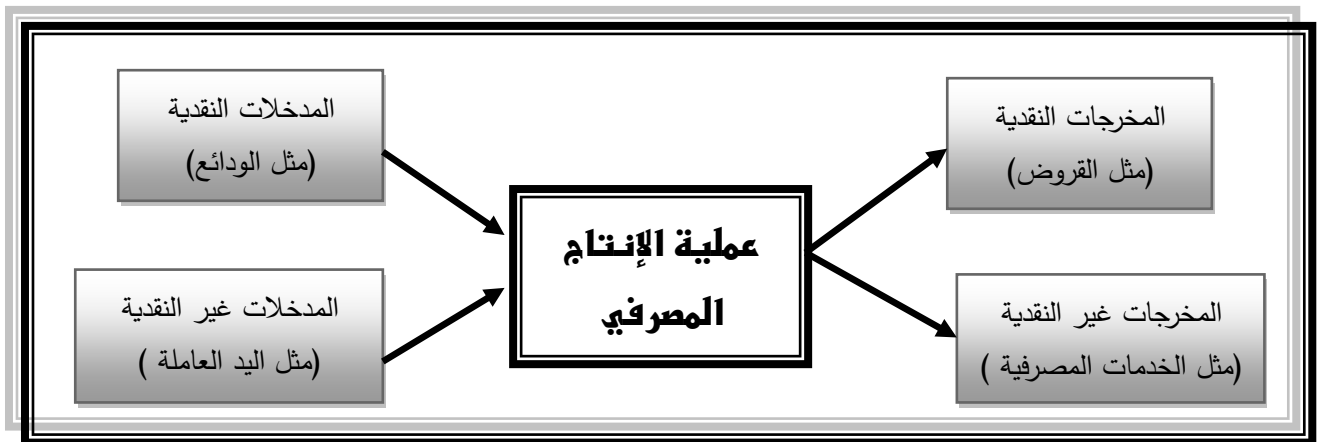 المدخلات النقدية
(مثل الودائع)
المخرجات النقدية
(مثل القروض)
عملية الإنتاج
المصرفي
المدخلات غير النقدية
(مثل اليد العاملة )
المخرجات غير النقدية
(مثل الخدمات المصرفية )